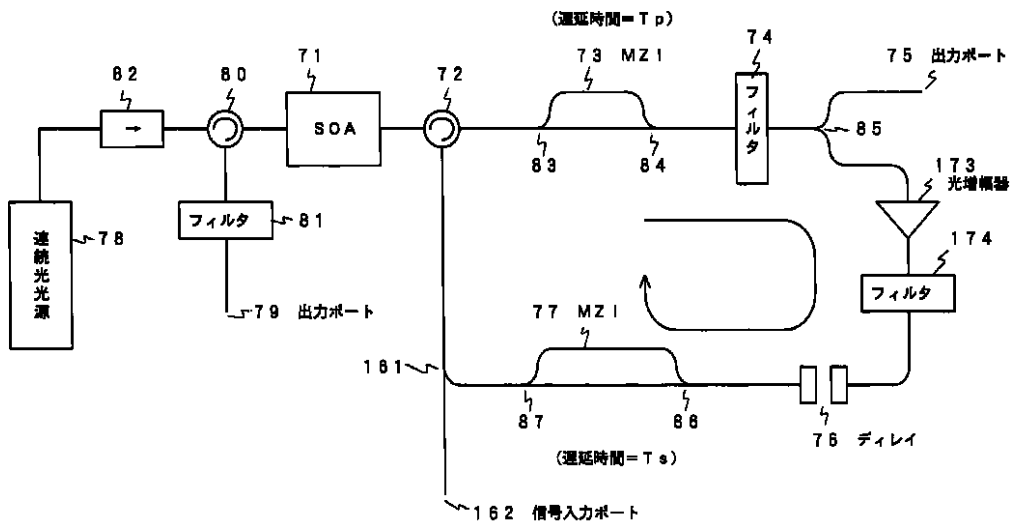 (遅延時間＝Ｔｐ)
７３ ＭＺＩ
７４
７５ 出力ポート
８２
８０
７１
７２
ＳＯＡ
フィルタ
８３
８４
８５
１７３
光増幅器
フィルタ
８１
連続光光源
７８
１７４
フィルタ
７９ 出力ポート
７７ ＭＺＩ
１６１
８７
８６
７６ ディレイ
(遅延時間＝Ｔｓ)
１６２ 信号入力ポート